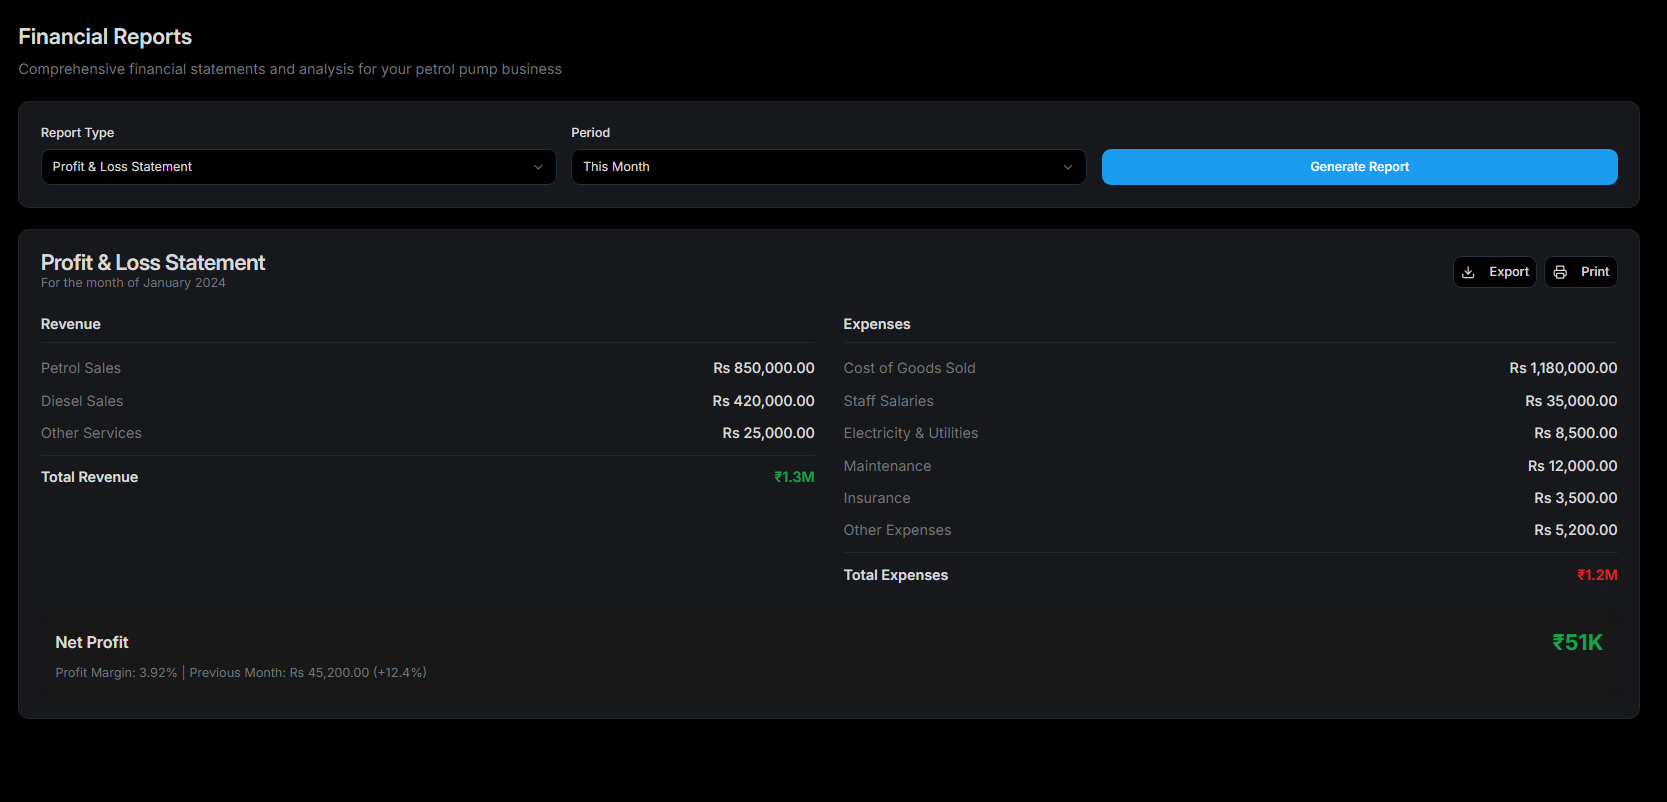 Financial Reports
Comprehensive financial statements and analysis for your petrol pump business
Report Type
Profit & Loss Statement
Period
This Month
Generate Report
Profit & Loss Statement
For the month of January 2024
Export
Print
Revenue
Petrol Sales Rs 850,000.00
Diesel Sales Rs 420,000.00
Other Services Rs 25,000.00
Total Revenue ₹1.3M
Expenses
Cost of Goods Sold Rs 1,180,000.00
Staff Salaries Rs 35,000.00
Electricity & Utilities Rs 8,500.00
Maintenance Rs 12,000.00
Insurance Rs 3,500.00
Other Expenses Rs 5,200.00
Total Expenses ₹1.2M
Net Profit ₹51K
Profit Margin: 3.92% | Previous Month: Rs 45,200.00 (+12.4%)